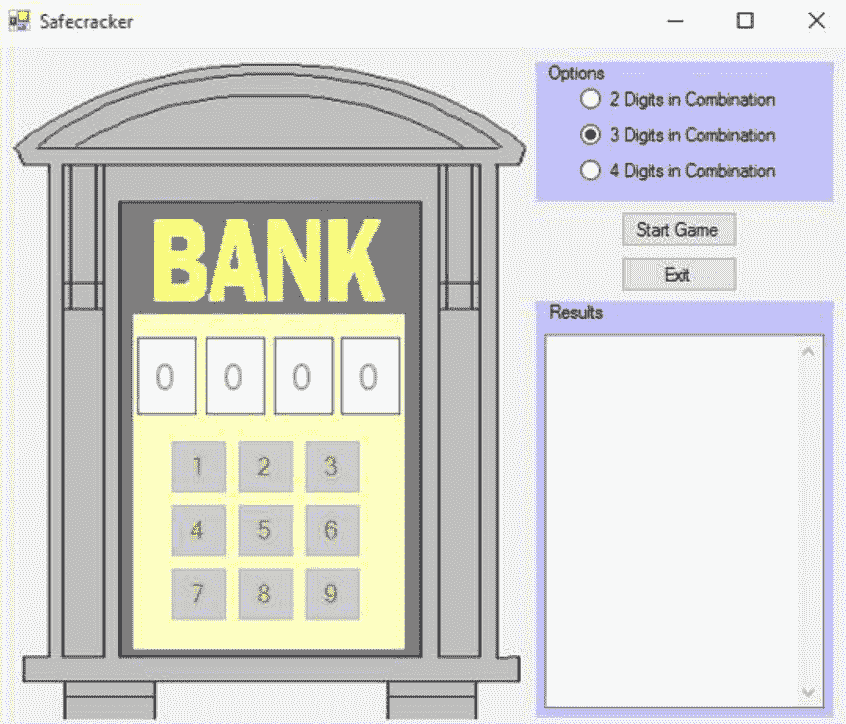 Safecracker
Options
2 Digits in Combination
3 Digits in Combination
4 Digits in Combination
BANK
Start Game
Exit
Results
0 0 0 0
1 2 3
4 5 6
7 8 9